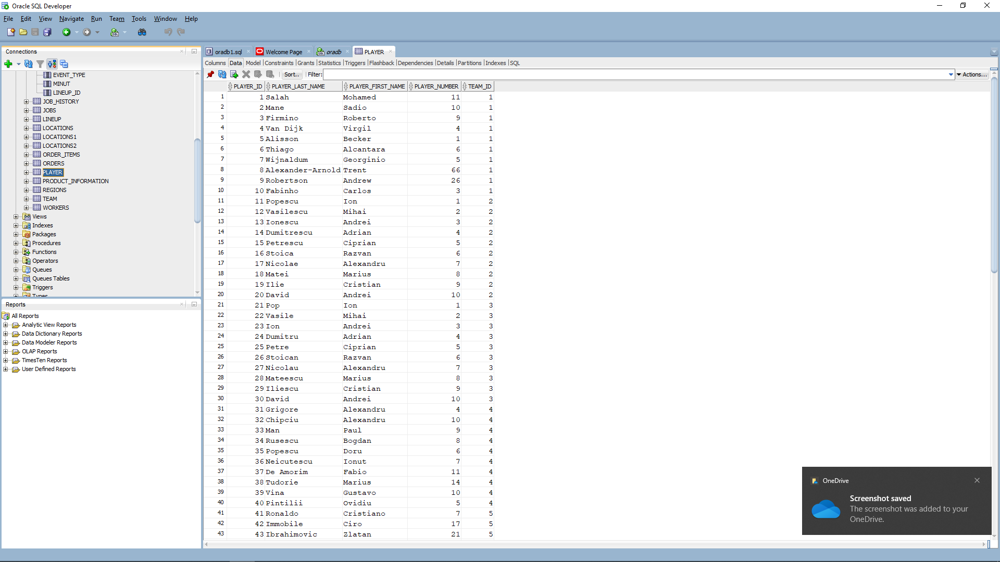 Oracle SQL Developer
File Edit View Navigate Run Team Tools Window Help
Connections
EVENT_TYPE
MINUT
LINEUP_ID
JOB_HISTORY
JOBS
LINEUP
LOCATIONS
LOCATIONS1
LOCATIONS2
ORDER_ITEMS
ORDERS
PLAYER
PRODUCT_INFORMATION
REGIONS
TEAM
WORKERS
Views
Indexes
Packages
Procedures
Functions
Operators
Queues
Queues Tables
Triggers
Types
Reports
All Reports
Analytic View Reports
Data Dictionary Reports
Data Modeler Reports
OLAP Reports
TimesTen Reports
User Defined Reports
oradb1.sql Welcome Page oradb PLAYER
Columns Data Model Constraints Grants Statistics Triggers Flashback Dependencies Details Partitions Indexes SQL
Sort.. Filter: Actions...
PLAYER_ID PLAYER_LAST_NAME PLAYER_FIRST_NAME PLAYER_NUMBER TEAM_ID
1 1 Salah Mohamed 11 1
2 2 Mane Sadio 10 1
3 3 Firmino Roberto 9 1
4 4 Van Dijk Virgil 4 1
5 5 Alisson Becker 1 1
6 6 Thiago Alcantara 6 1
7 7 Wijnaldum Georginio 5 1
8 8 Alexander-Arnold Trent 66 1
9 9 Robertson Andrew 26 1
10 10 Fabinho Carlos 3 1
11 11 Popescu Ion 1 2
12 12 Vasilescu Mihai 2 2
13 13 Ionescu Andrei 3 2
14 14 Dumitrescu Adrian 4 2
15 15 Petrescu Ciprian 5 2
16 16 Stoica Razvan 6 2
17 17 Nicolae Alexandru 7 2
18 18 Matei Marius 8 2
19 19 Ilie Cristian 9 2
20 20 David Andrei 10 2
21 21 Pop Ion 1 3
22 22 Vasile Mihai 2 3
23 23 Ion Andrei 3 3
24 24 Dumitru Adrian 4 3
25 25 Petre Ciprian 5 3
26 26 Stoican Razvan 6 3
27 27 Nicolau Alexandru 7 3
28 28 Mateescu Marius 8 3
29 29 Iliescu Cristian 9 3
30 30 David Andrei 10 3
31 31 Grigore Alexandru 4 4
32 32 Chipciu Alexandru 10 4
33 33 Man Paul 9 4
34 34 Rusescu Bogdan 8 4
35 35 Popescu Doru 6 4
36 36 Neicutescu Ionut 7 4
37 37 De Amorim Fabio 11 4
38 38 Tudorie Marius 14 4
39 39 Vina Gustavo 10 4
40 40 Pintilii Ovidiu 5 4
41 41 Ronaldo Cristiano 7 5
42 42 Immobile Ciro 17 5
43 43 Ibrahimovic Zlatan 21 5
OneDrive
Screenshot saved
The screenshot was added to your
OneDrive.